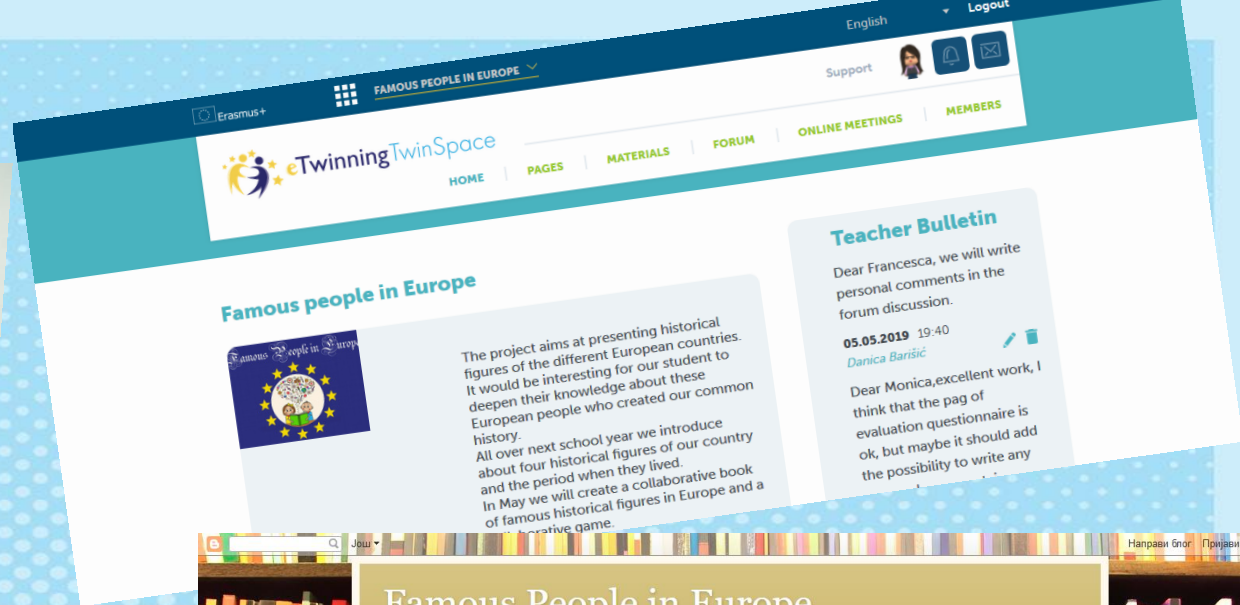 English
Logout
Erasmus+
FAMOUS PEOPLE IN EUROPE
Support
eTwinningTwinSpace
HOME
PAGES
MATERIALS
FORUM
ONLINE MEETINGS
MEMBERS
Famous people in Europe
Famous People in Europe
The project aims at presenting historical
figures of the different European countries.
It would be interesting for our student to
deepen their knowledge about these
European people who created our common
history.
All over next school year we introduce
about four historical figures of our country
and the period when they lived.
In May we will create a collaborative book
of famous historical figures in Europe and a
game.
Teacher Bulletin
Dear Francesca, we will write
personal comments in the
forum discussion.
05.05.2019 19:40
Danica Barišić
Dear Monica,excellent work, I
think that the pag of
evaluation questionnaire is
ok, but maybe it should add
the possibility to write any
Још
Направи блог
Famous People in Europe